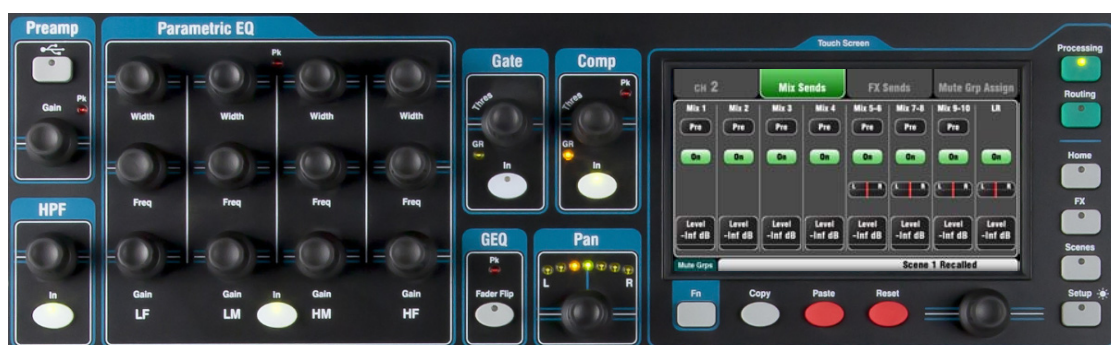 Preamp
Gain
Pk
HPF
In
Parametric EQ
Pk
Width
Width
Width
Width
Freq
Freq
Freq
Freq
Gain
Gain
In
Gain
Gain
LF
LM
HM
HF
Gate
Thres
GR
In
Comp
Thres
Pk
GR
In
GEQ
Pk
Fader Flip
Pan
L
R
Touch Screen
CH 2
Mix Sends
FX Sends
Mute Grp Assign
Mix 1
Mix 2
Mix 3
Mix 4
Mix 5-6
Mix 7-8
Mix 9-10
LR
Pre
Pre
Pre
Pre
Pre
Pre
Pre
On
On
On
On
On
On
On
On
L R
L R
L R
L R
Level
Level
Level
Level
Level
Level
Level
Level
-Inf dB
-Inf dB
-Inf dB
-Inf dB
-Inf dB
-Inf dB
-Inf dB
-Inf dB
Mute Grps
Scene 1 Recalled
Fn
Copy
Paste
Reset
Processing
Routing
Home
FX
Scenes
Setup